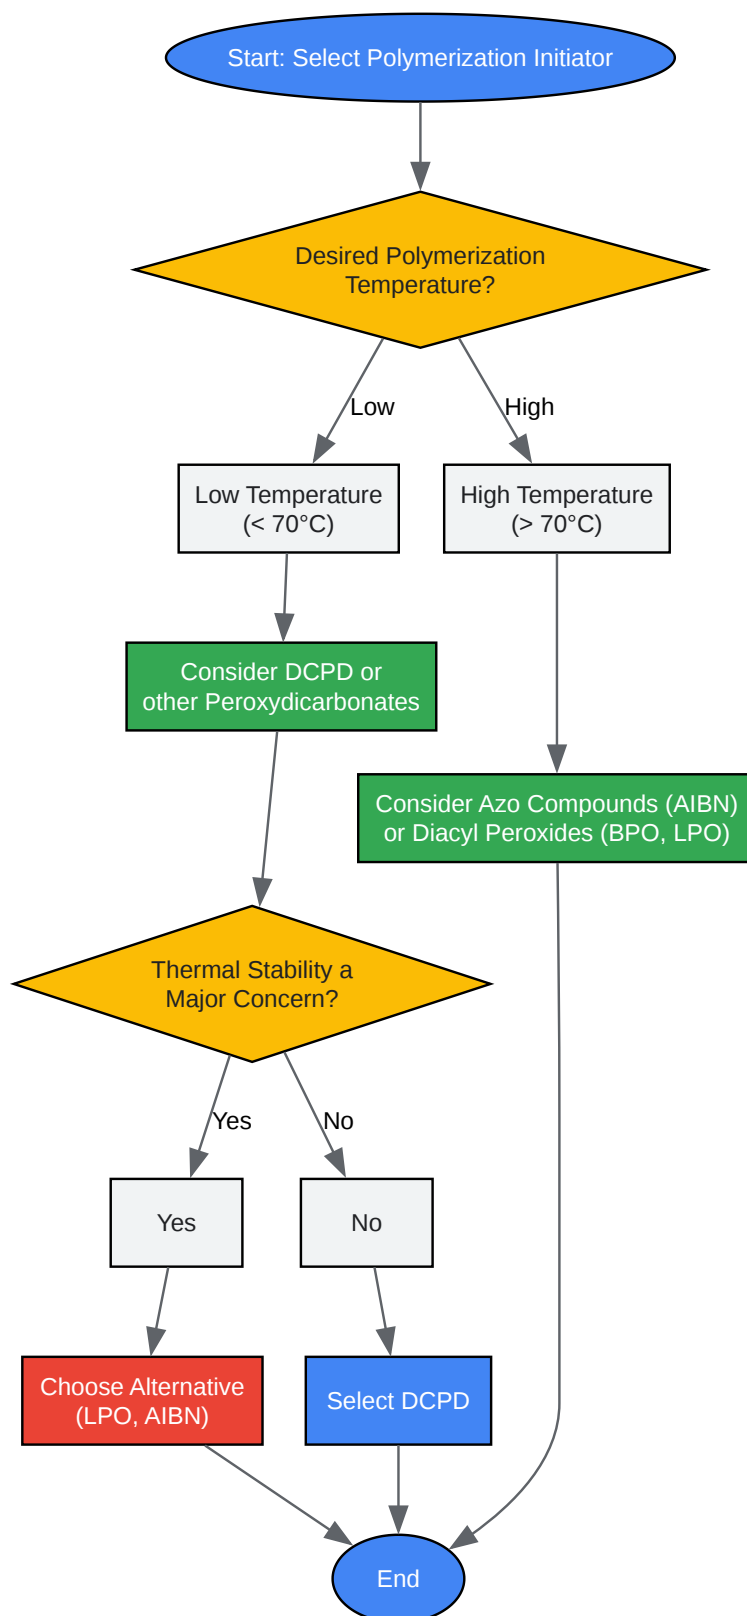 Start: Select Polymerization Initiator
Desired Polymerization
Temperature?
Low
High
Low Temperature
(< 70°C)
High Temperature
(> 70°C)
Consider DCPD or
other Peroxydicarbonates
Consider Azo Compounds (AIBN)
or Diacyl Peroxides (BPO, LPO)
Thermal Stability a
Major Concern?
Yes
No
Yes
No
Choose Alternative
(LPO, AIBN)
Select DCPD
End